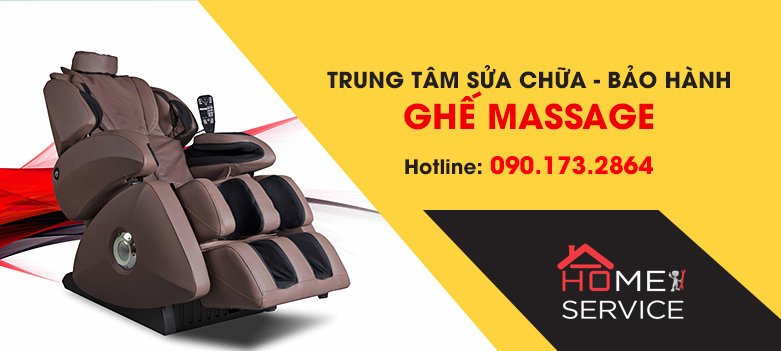 TRUNG TÂM SỬA CHỮA - BẢO HÀNH
GHẾ MASSAGE
Hotline: 090.173.2864
HOME
SERVICE